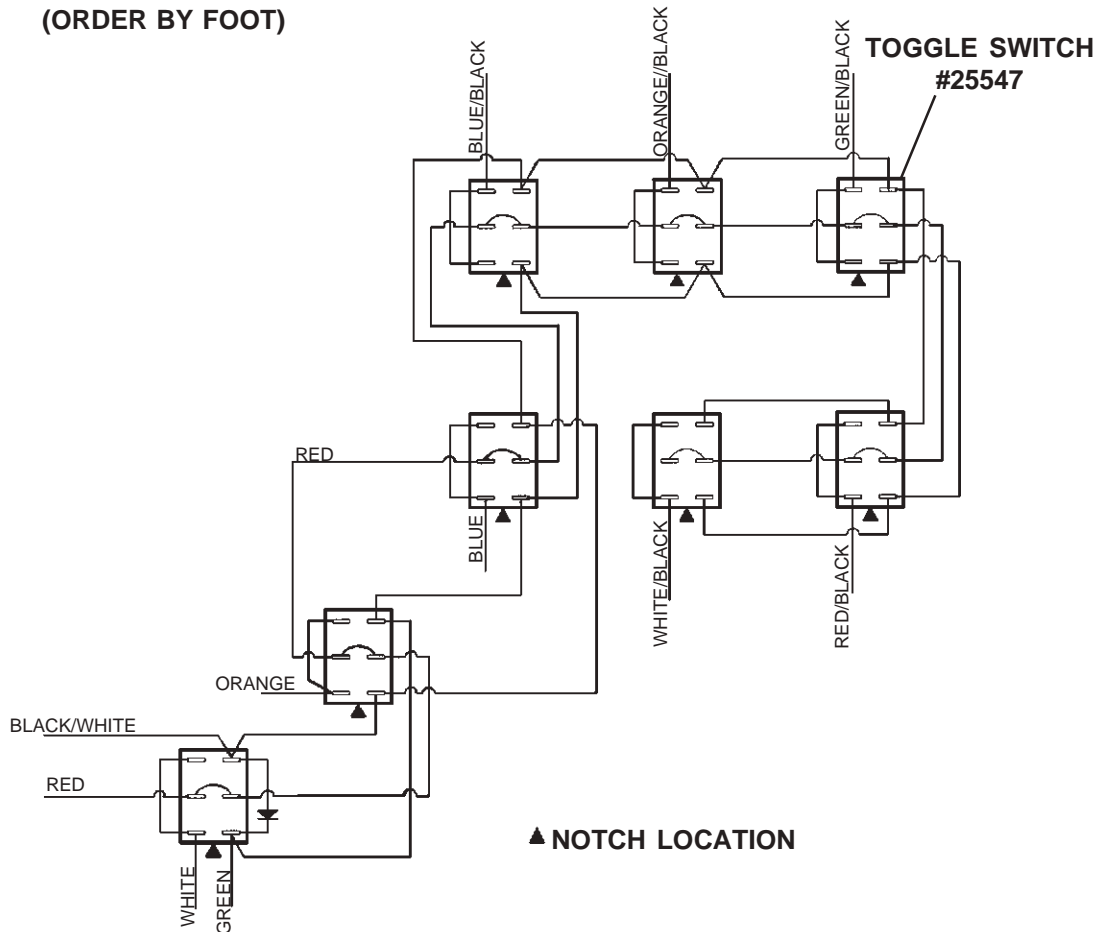 (ORDER BY FOOT)
BLUE/BLACK
ORANGE//BLACK
GREEN/BLACK
TOGGLE SWITCH
#25547
RED
BLUE
WHITE/BLACK
RED/BLACK
ORANGE
BLACK/WHITE
RED
NOTCH LOCATION
WHITE
GREEN